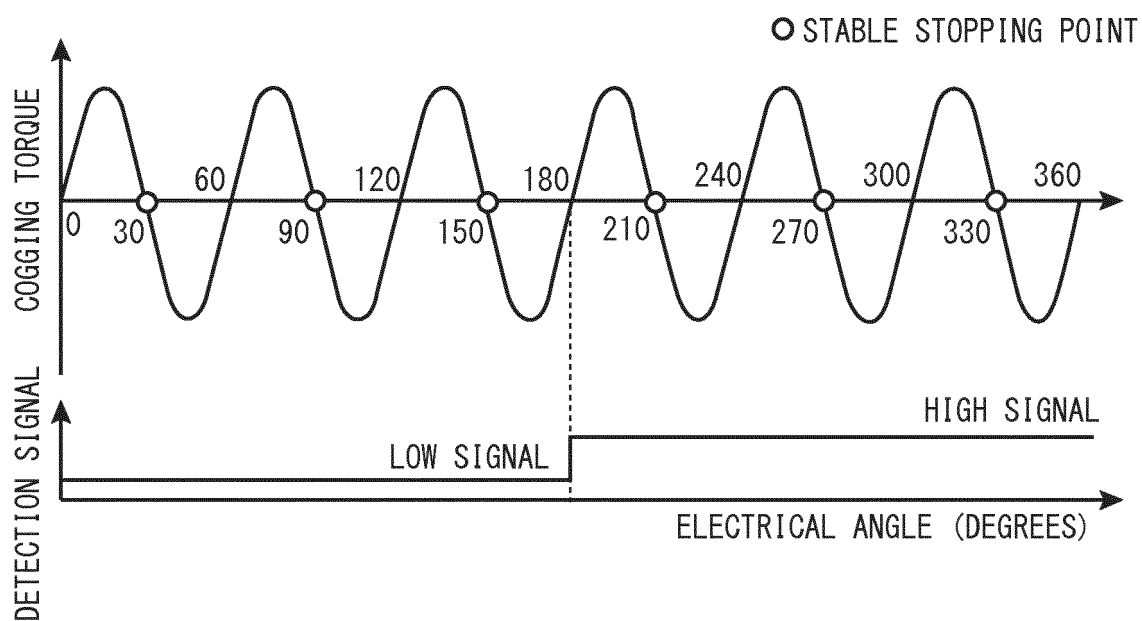 STABLE STOPPING POINT
COGGING TORQUE
60 120 180 240 300 360
0 30 90 150 210 270 330
DETECTION SIGNAL
HIGH SIGNAL
LOW SIGNAL
ELECTRICAL ANGLE (DEGREES)